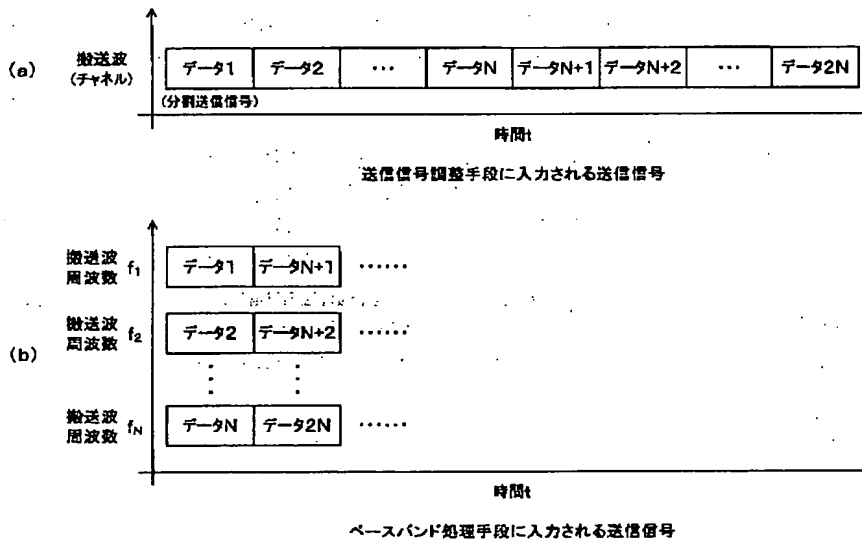 (a)
搬送波
(チャネル)
データ1 データ2 … データN データN+1 データN+2 … データ2N
(分割送信信号)
時間t
送信信号調整手段に入力される送信信号
(b)
搬送波
周波数 f1
データ1 データN+1 ……
搬送波
周波数 f2
データ2 データN+2 ……
搬送波
周波数 fN
データN データ2N ……
時間t
ベースバンド処理手段に入力される送信信号